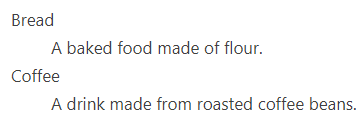 Bread
A baked food made of flour.
Coffee
A drink made from roasted coffee beans.